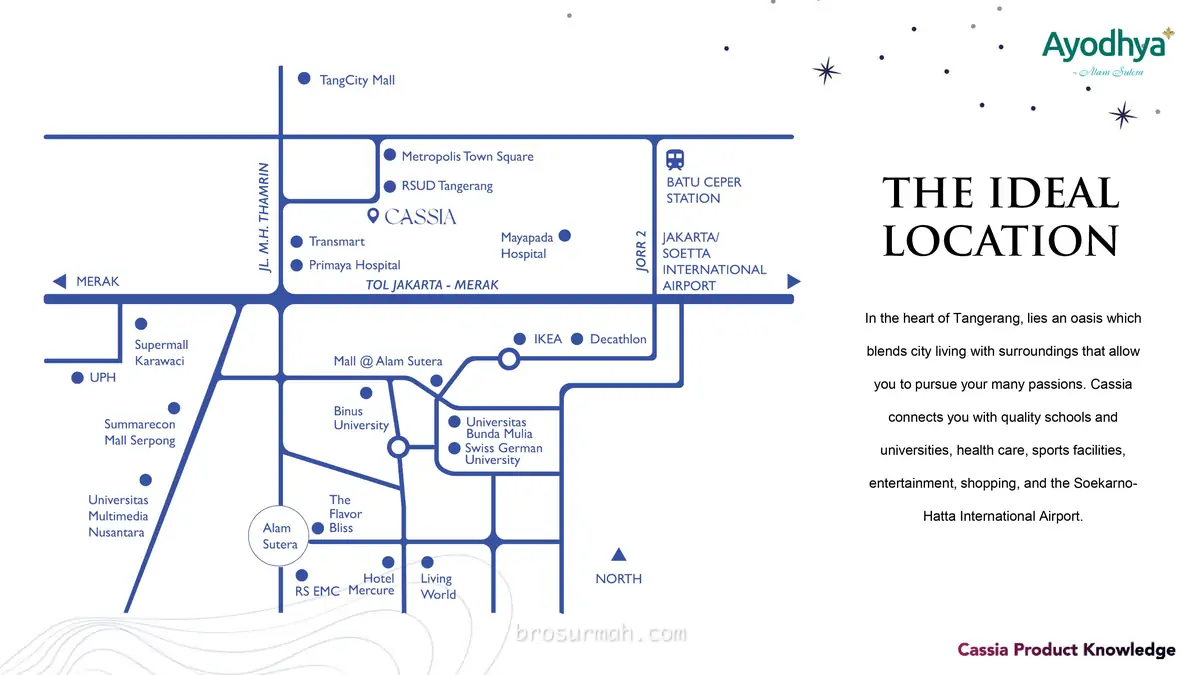 Ayodhya
- Alam Sutera
TangCity Mall
Metropolis Town Square
RSUD Tangerang
CASSIA
JL. M.H. THAMRIN
Transmart
Primaya Hospital
Mayapada
Hospital
JORR 2
BATU CEPER
STATION
JAKARTA/
SOETTA
INTERNATIONAL
AIRPORT
MERAK
TOL JAKARTA - MERAK
Supermall
Karawaci
UPH
Summarecon
Mall Serpong
Universitas
Multimedia
Nusantara
Mall @ Alam Sutera
IKEA
Decathlon
Binus
University
Universitas
Bunda Mulia
Swiss German
University
The
Flavor
Bliss
Alam
Sutera
RS EMC
Hotel
Mercure
Living
World
NORTH
THE IDEAL
LOCATION
In the heart of Tangerang, lies an oasis which
blends city living with surroundings that allow
you to pursue your many passions. Cassia
connects you with quality schools and
universities, health care, sports facilities,
entertainment, shopping, and the Soekarno-
Hatta International Airport.
brosurmah.com
Cassia Product Knowledge